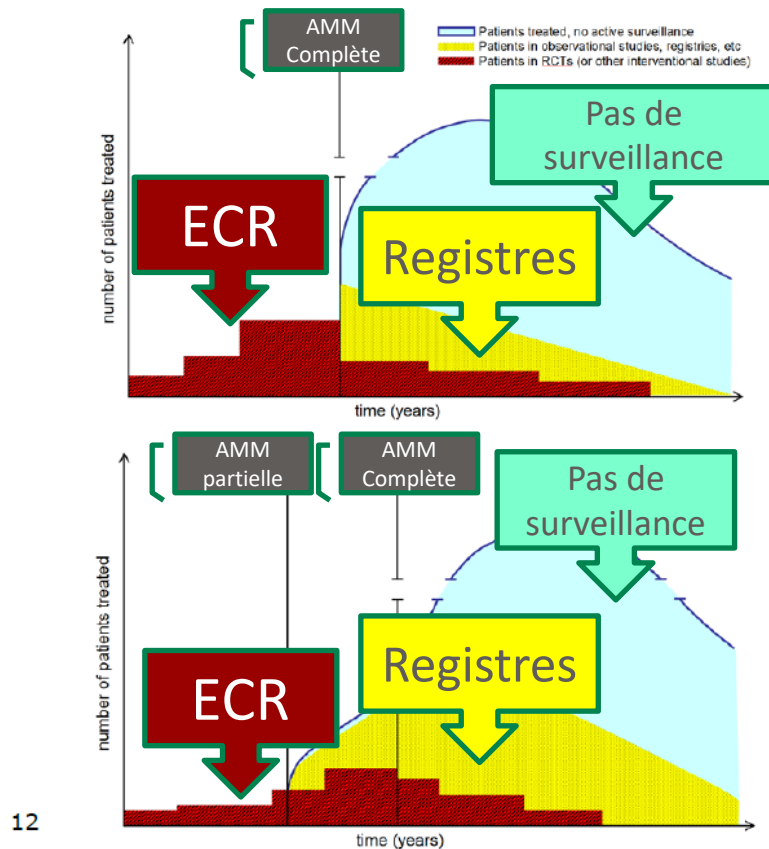 AMM
Complète
Patients treated, no active surveillance
Patients in observational studies, registries, etc
Patients in RCTs (or other interventional studies)
Pas de
surveillance
ECR
Registres
number of patients treated
time (years)
AMM
partielle
AMM
Complète
Pas de
surveillance
ECR
Registres
number of patients treated
time (years)
12